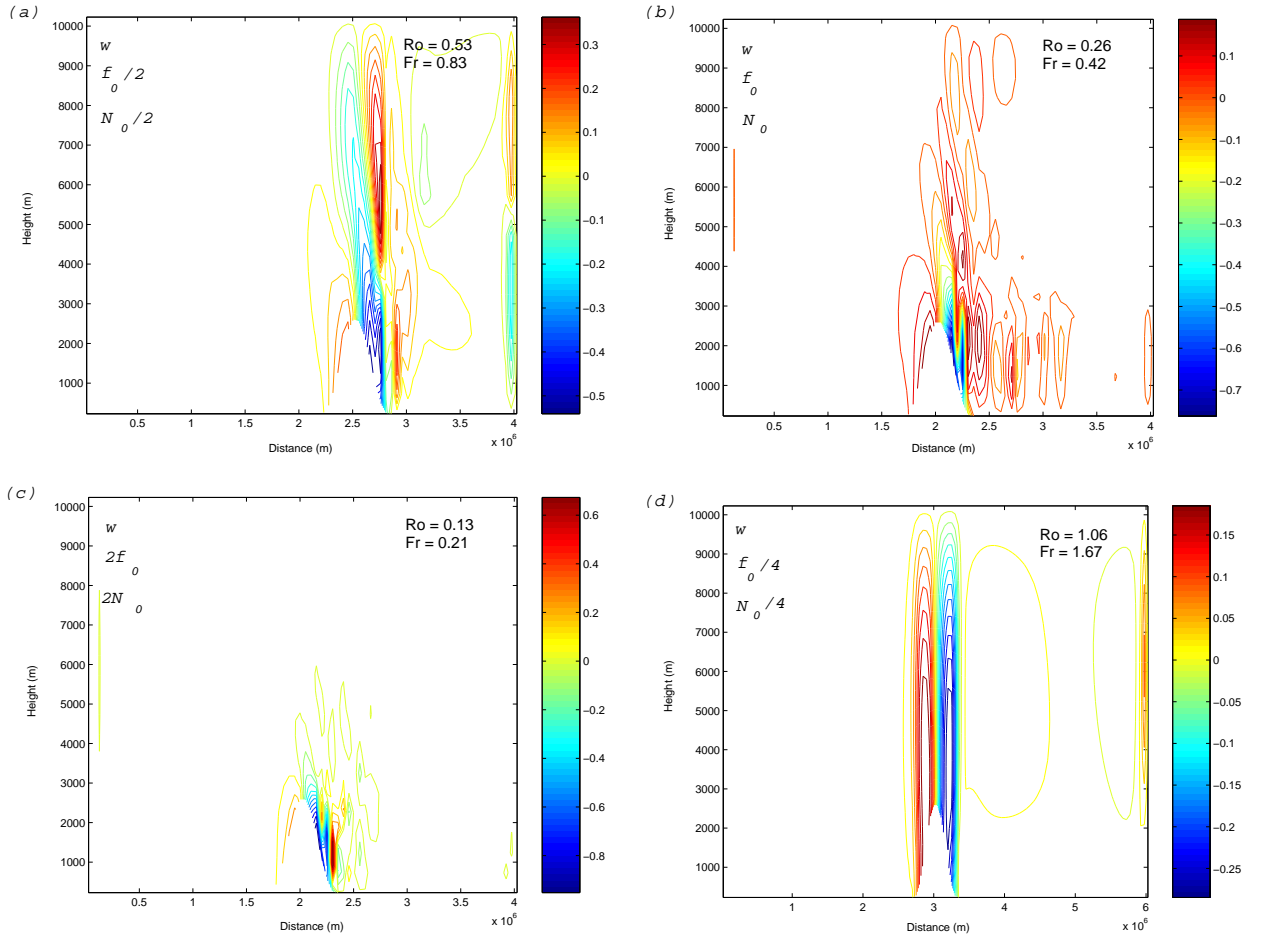 (a)
w
f_0/2
N_0/2
Ro = 0.53
Fr = 0.83
10000
9000
8000
7000
6000
5000
4000
3000
2000
1000
Height (m)
0.5
1
1.5
2
2.5
3
3.5
4
x 10^6
Distance (m)
0.3
0.2
0.1
0
−0.1
−0.2
−0.3
−0.4
−0.5
(b)
w
f_0
N_0
Ro = 0.26
Fr = 0.42
10000
9000
8000
7000
6000
5000
4000
3000
2000
1000
Height (m)
0.5
1
1.5
2
2.5
3
3.5
4
x 10^6
Distance (m)
0.1
0
−0.1
−0.2
−0.3
−0.4
−0.5
−0.6
−0.7
(c)
w
2f_0
2N_0
Ro = 0.13
Fr = 0.21
10000
9000
8000
7000
6000
5000
4000
3000
2000
1000
Height (m)
0.5
1
1.5
2
2.5
3
3.5
4
x 10^6
Distance (m)
0.6
0.4
0.2
0
−0.2
−0.4
−0.6
−0.8
(d)
w
f_0/4
N_0/4
Ro = 1.06
Fr = 1.67
10000
9000
8000
7000
6000
5000
4000
3000
2000
1000
Height (m)
1
2
3
4
5
6
x 10^6
Distance (m)
0.15
0.1
0.05
0
−0.05
−0.1
−0.15
−0.2
−0.25